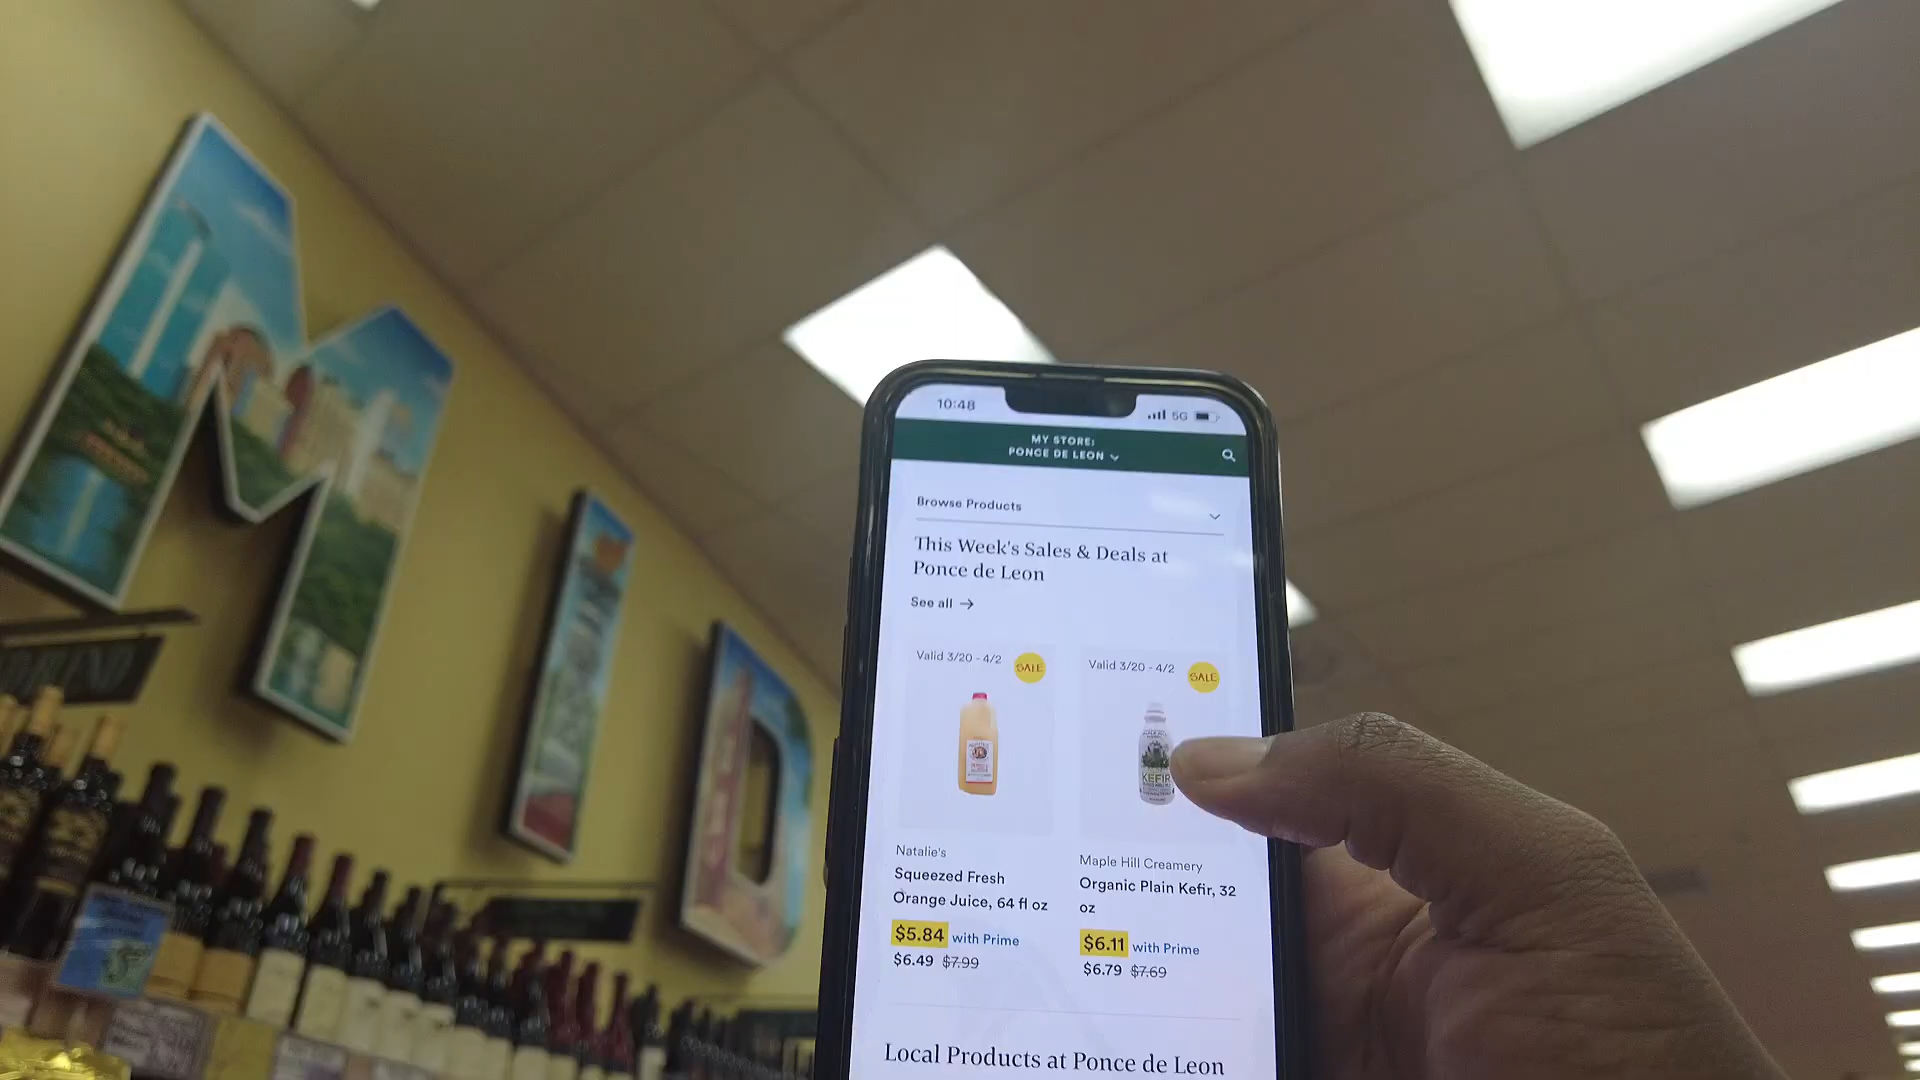 M
I
D
10:48
5G
MY STORE:
PONCE DE LEON
Browse Products
This Week's Sales & Deals at
Ponce de Leon
See all →
Valid 3/20 - 4/2
SALE
Valid 3/20 - 4/2
SALE
KEFIR
Natalie's
Squeezed Fresh
Orange Juice, 64 fl oz
$5.84 with Prime
$6.49 $7.99
Maple Hill Creamery
Organic Plain Kefir, 32
oz
$6.11 with Prime
$6.79 $7.69
Local Products at Ponce de Leon